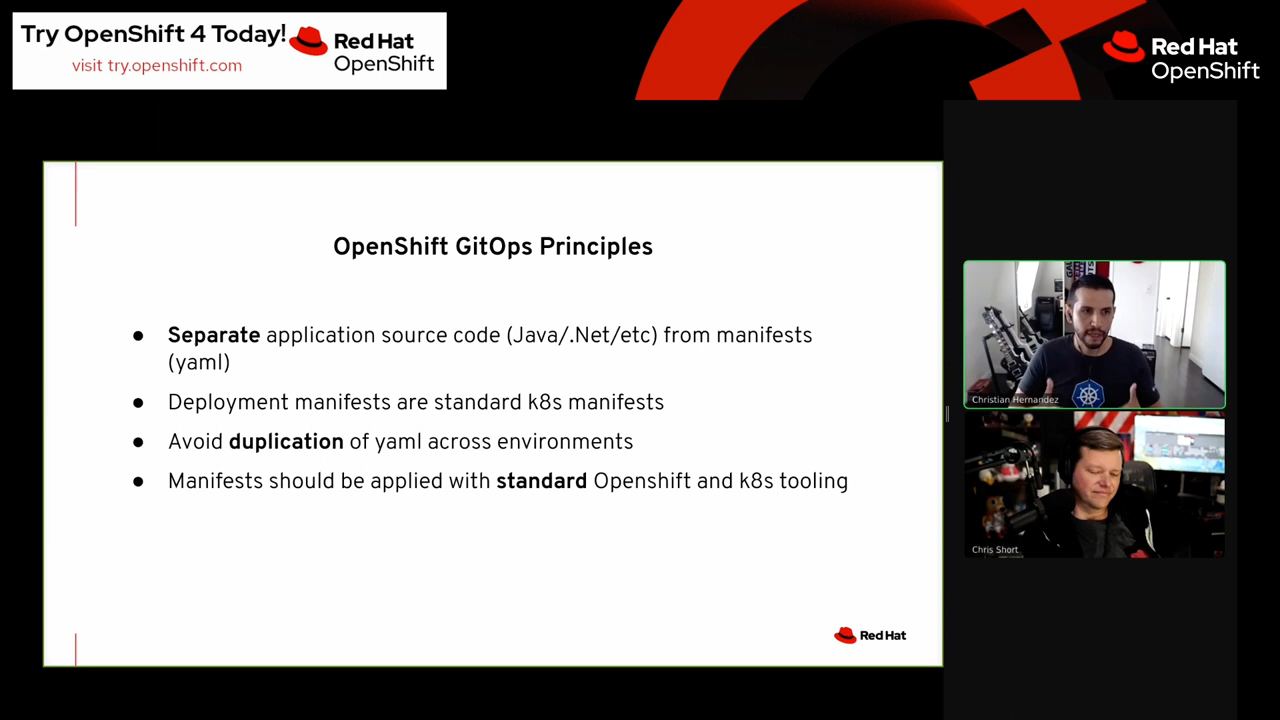 Try OpenShift 4 Today!
visit try.openshift.com
Red Hat
OpenShift
Red Hat
OpenShift
OpenShift GitOps Principles
● Separate application source code (Java/.Net/etc) from manifests
(yaml)
● Deployment manifests are standard k8s manifests
● Avoid duplication of yaml across environments
● Manifests should be applied with standard Openshift and k8s tooling
Red Hat
Christian Hernandez
Chris Short